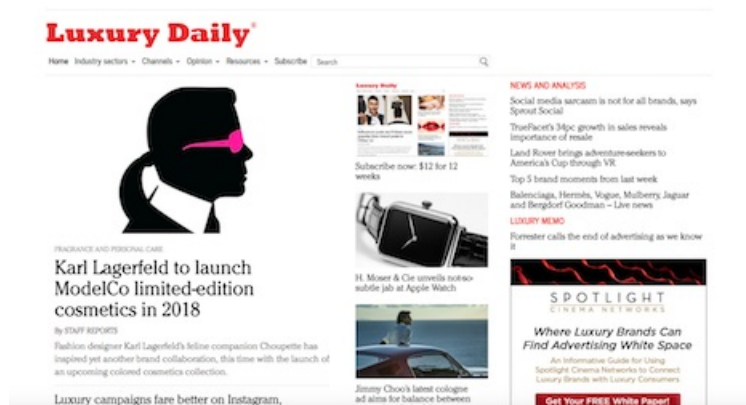 Luxury Daily®
Home Industry sectors Channels Opinion Resources Subscribe Search
FRAGRANCE AND PERSONAL CARE
Karl Lagerfeld to launch
ModelCo limited-edition
cosmetics in 2018
By STAFF REPORTS
Fashion designer Karl Lagerfeld's feline companion Choupette has
inspired yet another brand collaboration, this time with the launch of
an upcoming colored cosmetics collection.
Luxury campaigns fare better on Instagram,
Luxury Daily
Subscribe now: $12 for 12
weeks
H. Moser & Cie unveils not-so-
subtle jab at Apple Watch
Jimmy Choo's latest cologne
ad aims for balance between
NEWS AND ANALYSIS
Social media sarcasm is not for all brands, says
Sprout Social
TrueFacet's 34pc growth in sales reveals
importance of resale
Land Rover brings adventure-seekers to
America's Cup through VR
Top 5 brand moments from last week
Balenciaga, Hermès, Vogue, Mulberry, Jaguar
and Bergdorf Goodman – Live news
LUXURY MEMO
Forrester calls the end of advertising as we know
it
SPOTLIGHT
CINEMA NETWORKS
Where Luxury Brands Can
Find Advertising White Space
An Informative Guide for Using
Spotlight Cinema Networks to Connect
Luxury Brands with Luxury Consumers
Get Your FREE White Paper!